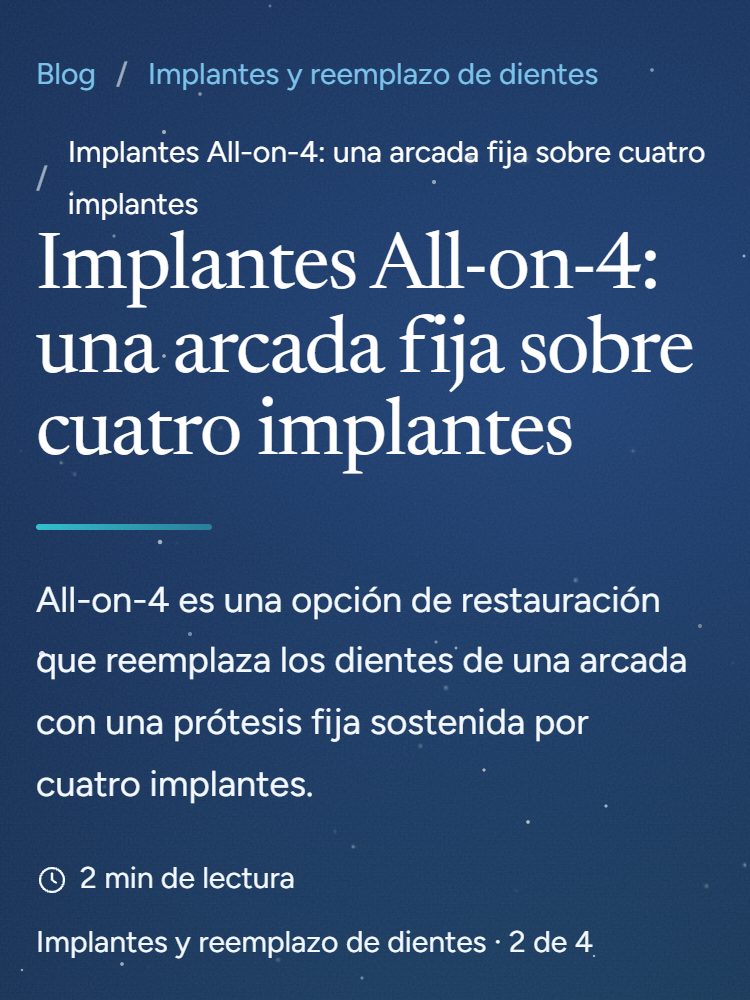 Blog / Implantes y reemplazo de dientes
/ Implantes All-on-4: una arcada fija sobre cuatro
implantes
Implantes All-on-4:
una arcada fija sobre
cuatro implantes
All-on-4 es una opción de restauración
que reemplaza los dientes de una arcada
con una prótesis fija sostenida por
cuatro implantes.
2 min de lectura
Implantes y reemplazo de dientes · 2 de 4